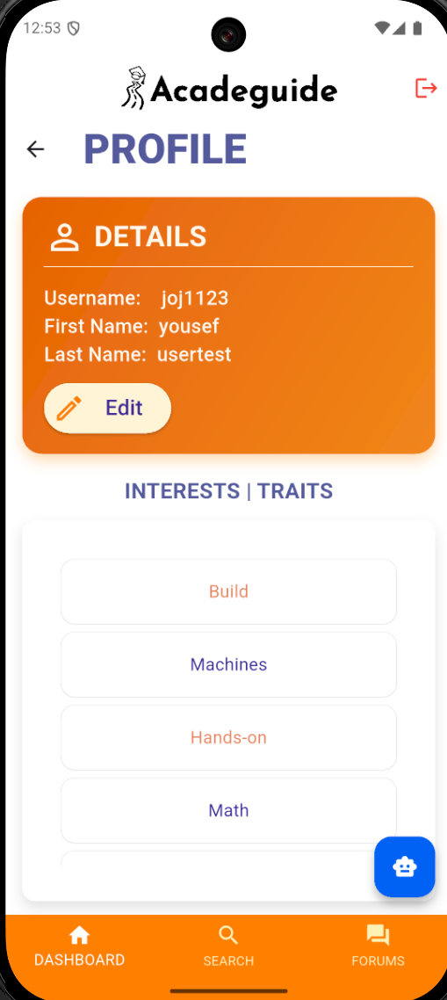 12:53
Acadeguide
PROFILE
DETAILS
Username: joj1123
First Name: yousef
Last Name: usertest
Edit
INTERESTS | TRAITS
Build
Machines
Hands-on
Math
DASHBOARD
SEARCH
FORUMS